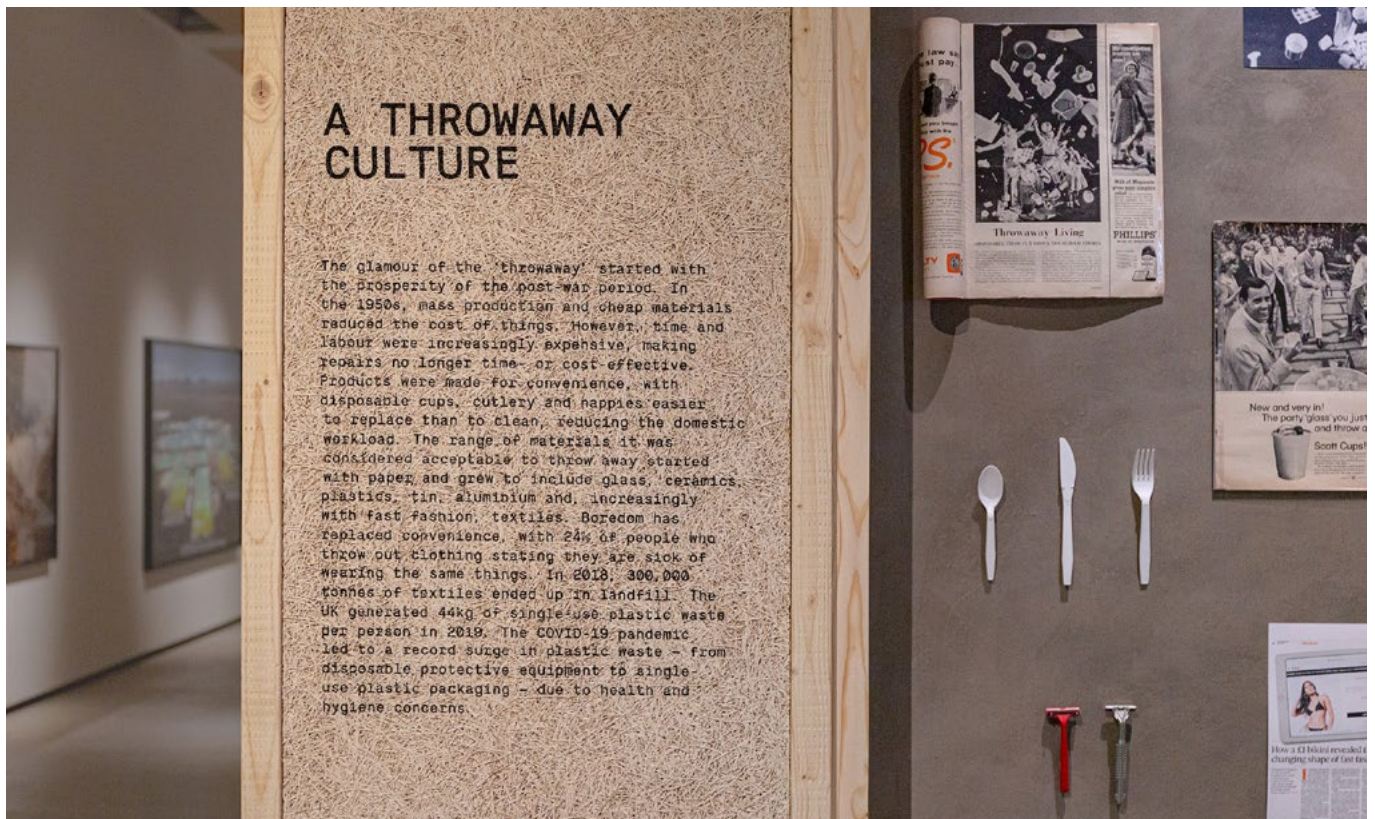 A THROWAWAY
CULTURE
The glamour of the 'throwaway' started with
the prosperity of the post-war period. In
the 1950s, mass production and cheap materials
reduced the cost of things. However, time and
labour were increasingly expensive, making
repairs no longer time- or cost-effective.
Products were made for convenience, with
disposable cups, cutlery and nappies easier
to replace than to clean, reducing the domestic
workload. The range of materials it was
considered acceptable to throw away started
with paper and grew to include glass, ceramics,
plastics, tin, aluminium and, increasingly
with fast fashion, textiles. Boredom has
replaced convenience, with 24% of people who
throw out clothing stating they are sick of
wearing the same things. In 2018, 300,000
tonnes of textiles ended up in landfill. The
UK generated 44kg of single-use plastic waste
per person in 2019. The COVID-19 pandemic
led to a record surge in plastic waste – from
disposable protective equipment to single-
use plastic packaging – due to health and
hygiene concerns.
law
pay.
S.
TV
Throwaway Living
PHILLIPS'
New and very in!
The party 'glass' you just
and throw
Scott Cups!
How a £1 bikini revealed
changing shape of fast